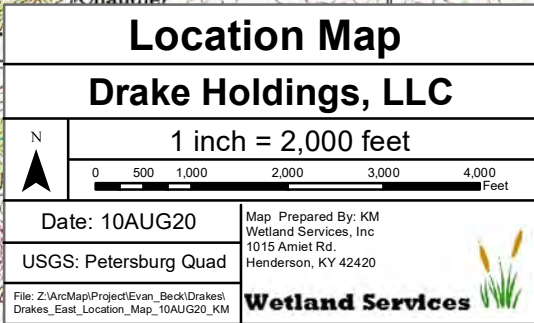 Chandler
Location Map
Drake Holdings, LLC
N
1 inch = 2,000 feet
0 500 1,000 2,000 3,000 4,000
Feet
Date: 10AUG20
USGS: Petersburg Quad
File: Z:\ArcMap\Project\Evan_Beck\Drakes\
Drakes_East_Location_Map_10AUG20_KM
Map Prepared By: KM
Wetland Services, Inc
1015 Amiet Rd.
Henderson, KY 42420
Wetland Services